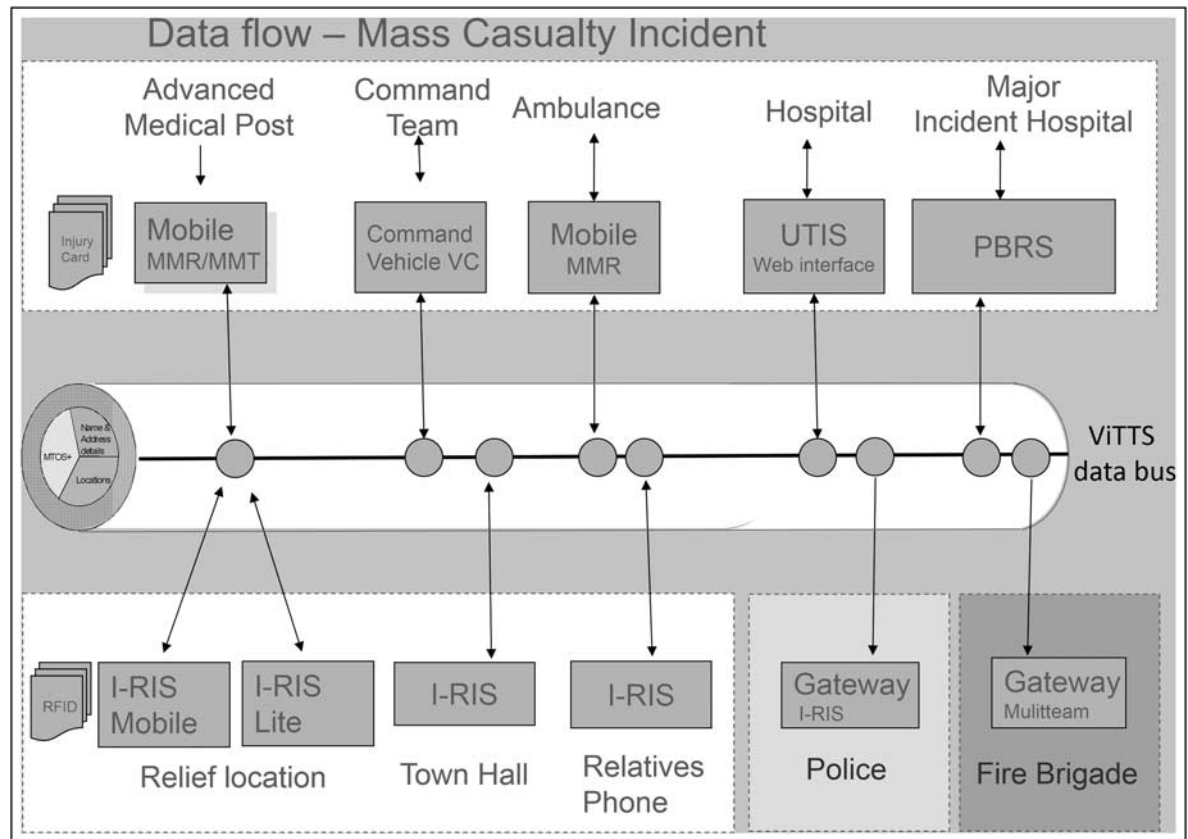 Data flow – Mass Casualty Incident
Advanced
Medical Post
Command
Team
Ambulance
Hospital
Major
Incident Hospital
Injury
Card
Mobile
MMR/MMT
Command
Vehicle VC
Mobile
MMR
UTIS
Web interface
PBRS
MTOS+
Name &
Address
details
Locations
ViTTS
data bus
RFID
I-RIS
Mobile
I-RIS
Lite
I-RIS
I-RIS
Gateway
I-RIS
Gateway
Mulitteam
Relief location
Town Hall
Relatives
Phone
Police
Fire Brigade